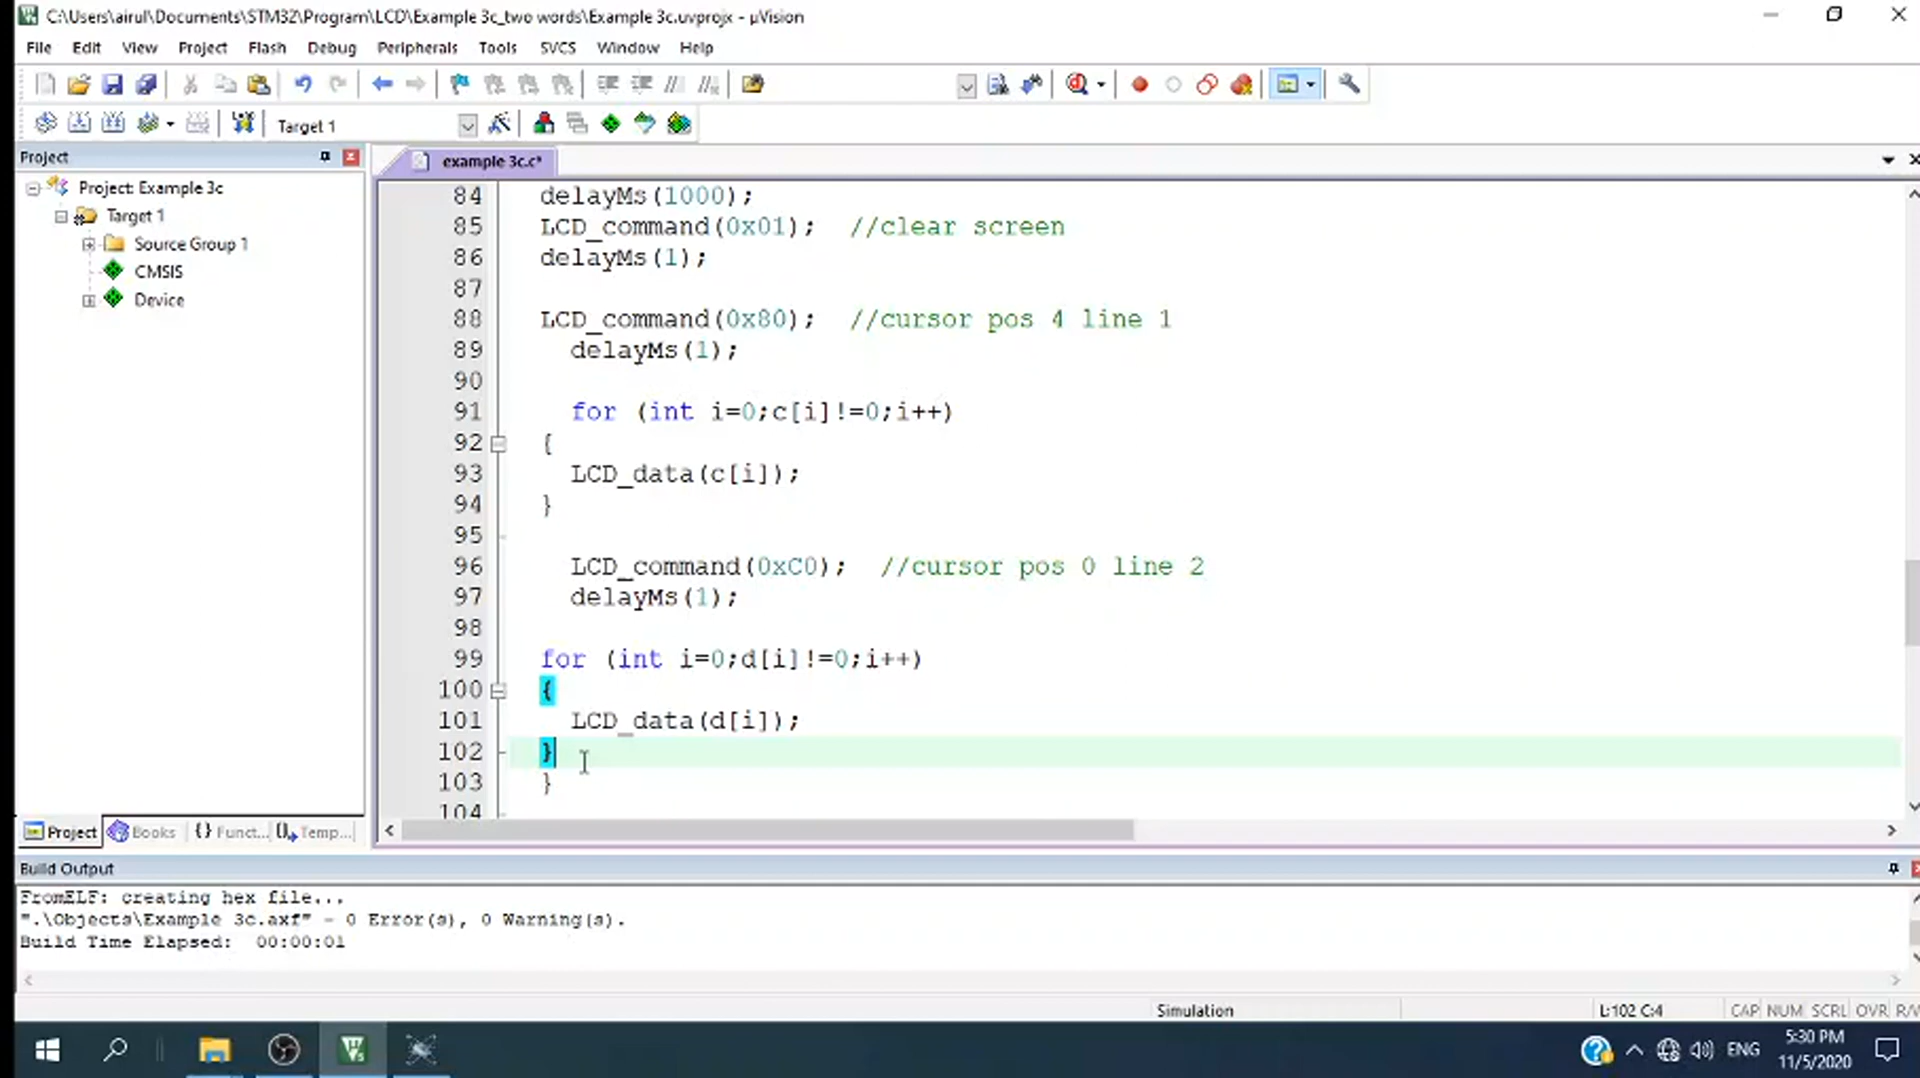 C:\Users\airul\Documents\STM32\Program\LCD\Example 3c_two words\Example 3c.uvprojx - µVision
File Edit View Project Flash Debug Peripherals Tools SVCS Window Help
Target 1
Project
example 3c.c*
Project: Example 3c
Target 1
Source Group 1
CMSIS
Device
84 delayMs(1000);
85 LCD_command(0x01); //clear screen
86 delayMs(1);
87
88 LCD_command(0x80); //cursor pos 4 line 1
89 delayMs(1);
90
91 for (int i=0;c[i]!=0;i++)
92 {
93 LCD_data(c[i]);
94 }
95
96 LCD_command(0xC0); //cursor pos 0 line 2
97 delayMs(1);
98
99 for (int i=0;d[i]!=0;i++)
100 {
101 LCD_data(d[i]);
102 }
103 }
104
Project Books {} Funct... Temp...
Build Output
FromELF: creating hex file...
".\Objects\Example 3c.axf" - 0 Error(s), 0 Warning(s).
Build Time Elapsed: 00:00:01
Simulation L:102 C:4 CAP NUM SCRL OVR R/W
ENG
5:30 PM
11/5/2020